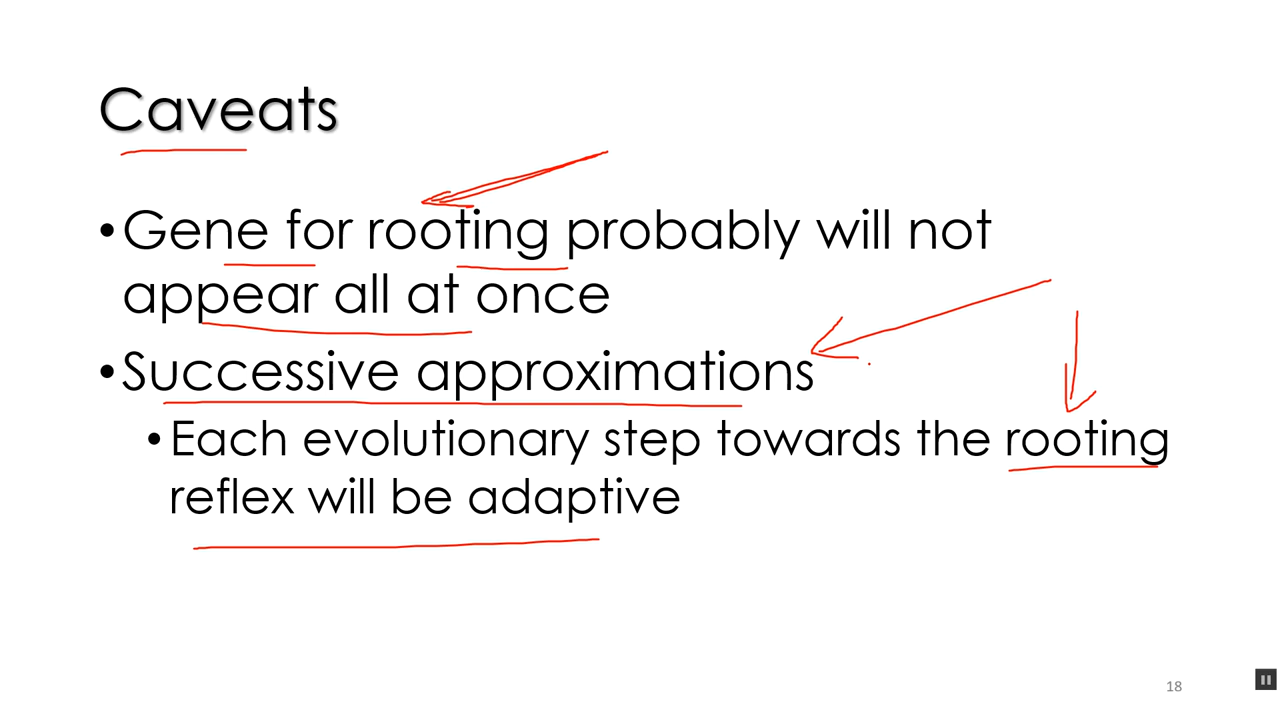 Caveats
•Gene for rooting probably will not
appear all at once
•Successive approximations
•Each evolutionary step towards the rooting
reflex will be adaptive
18